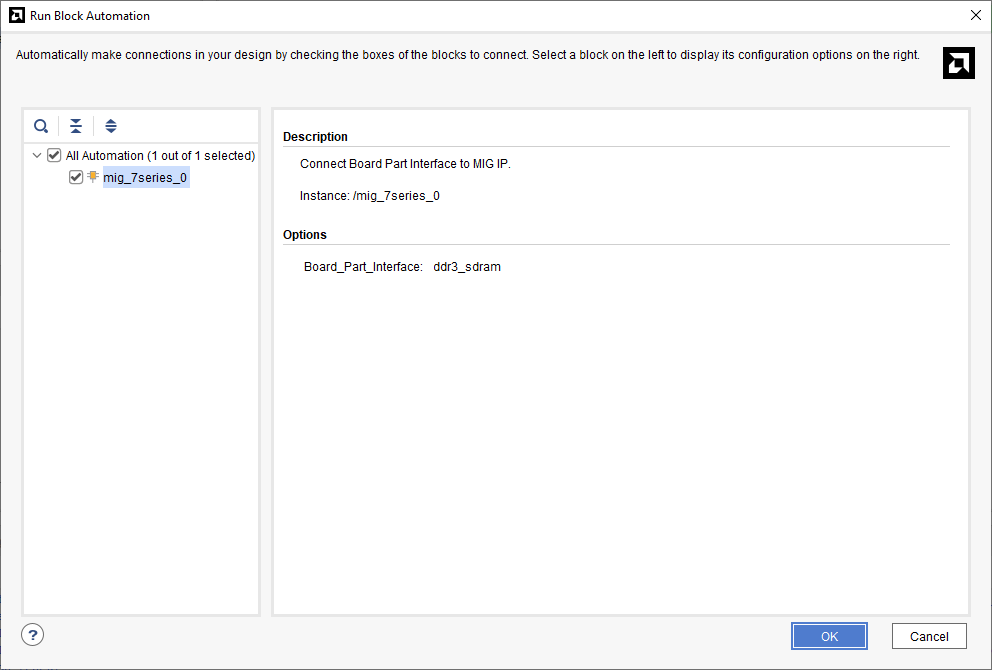 Run Block Automation
Automatically make connections in your design by checking the boxes of the blocks to connect. Select a block on the left to display its configuration options on the right.
All Automation (1 out of 1 selected)
mig_7series_0
Description
Connect Board Part Interface to MIG IP.
Instance: /mig_7series_0
Options
Board_Part_Interface: ddr3_sdram
?
OK
Cancel